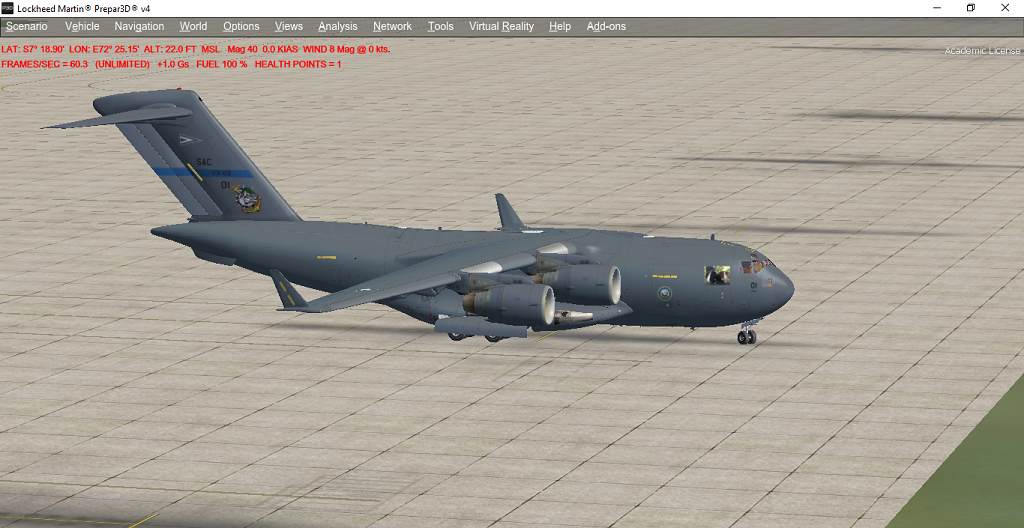 P3D Lockheed Martin® Prepar3D® v4
Scenario Vehicle Navigation World Options Views Analysis Network Tools Virtual Reality Help Add-ons
LAT: S7° 18.90' LON: E72° 25.15' ALT: 22.0 FT MSL Mag 40 0.0 KIAS WIND 8 Mag @ 0 kts.
Academic License
FRAMES/SEC = 60.3 (UNLIMITED) +1.0 Gs FUEL 100 % HEALTH POINTS = 1
SAC
01
01